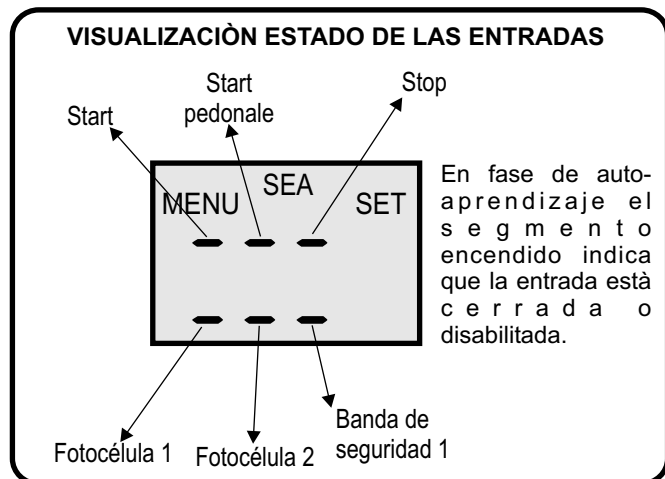 VISUALIZACIÒN ESTADO DE LAS ENTRADAS
Start
Start
pedonale
Stop
MENU
SEA
SET
En fase de auto-
aprendizaje el
segmento
encendido indica
que la entrada està
cerrada o
disabilitada.
Fotocélula 1
Fotocélula 2
Banda de
seguridad 1